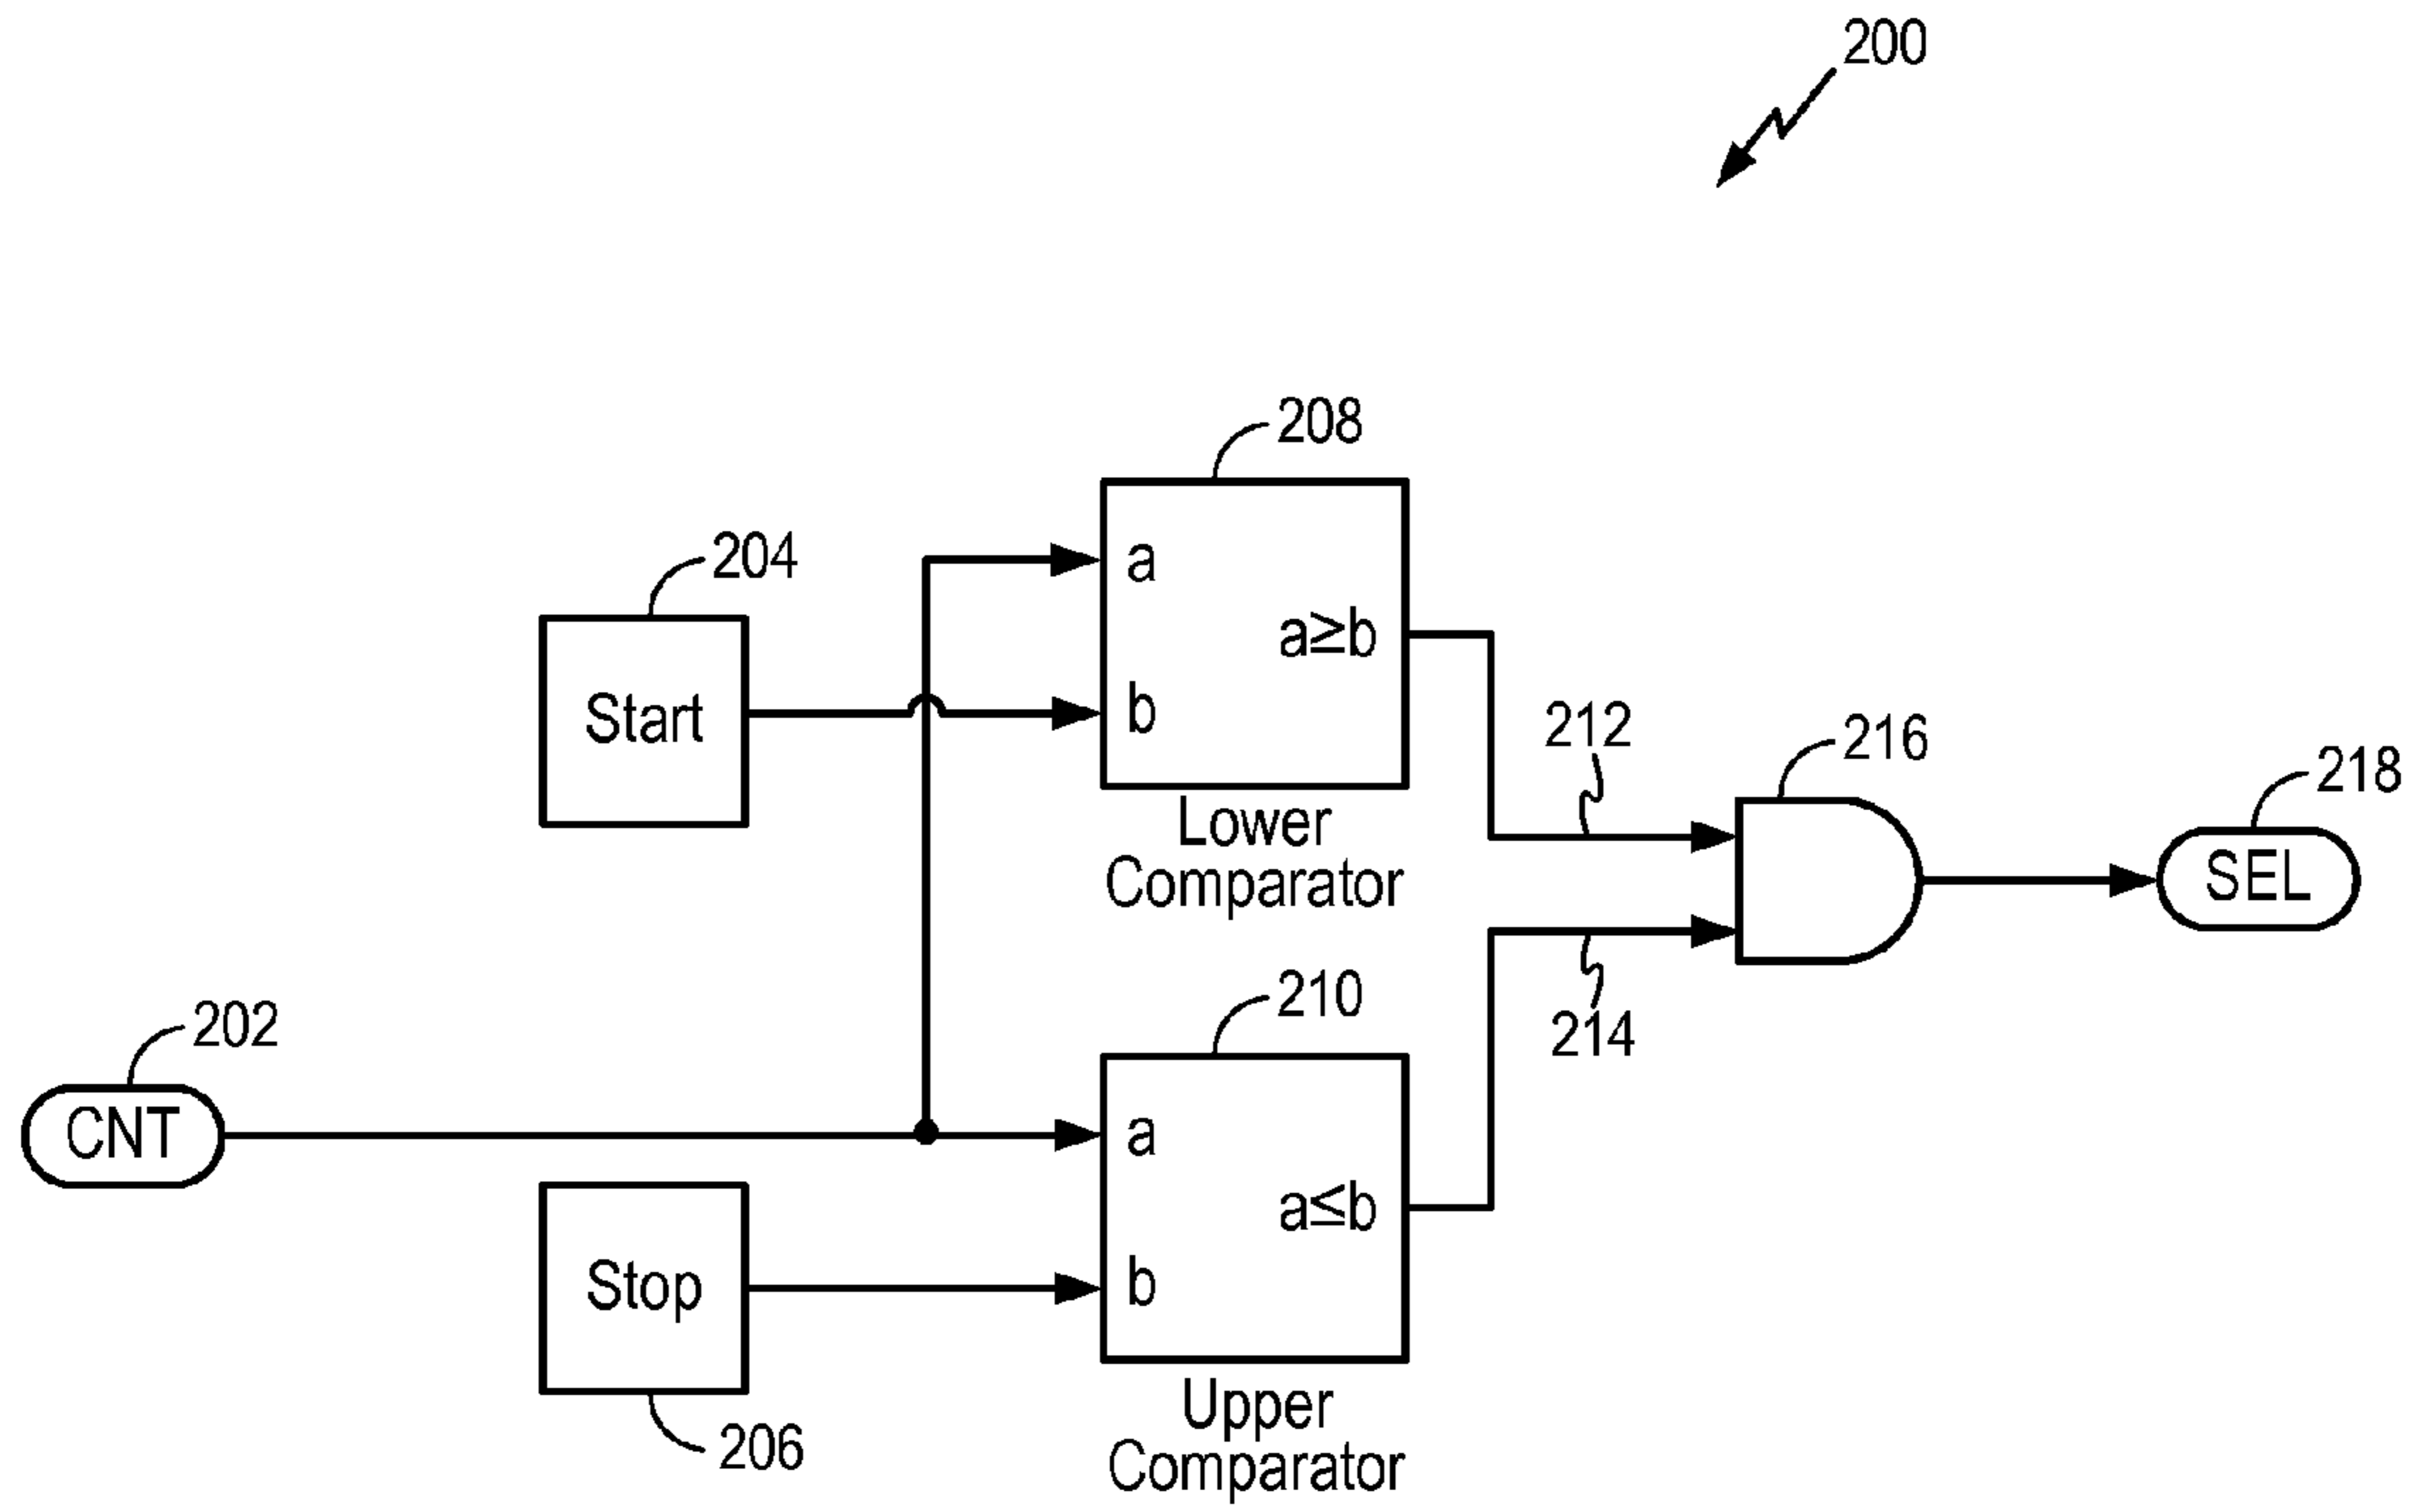 200
208
a
a≥b
b
Lower
Comparator
204
Start
212
216
218
SEL
214
210
a
a≤b
b
Upper
Comparator
202
CNT
Stop
206